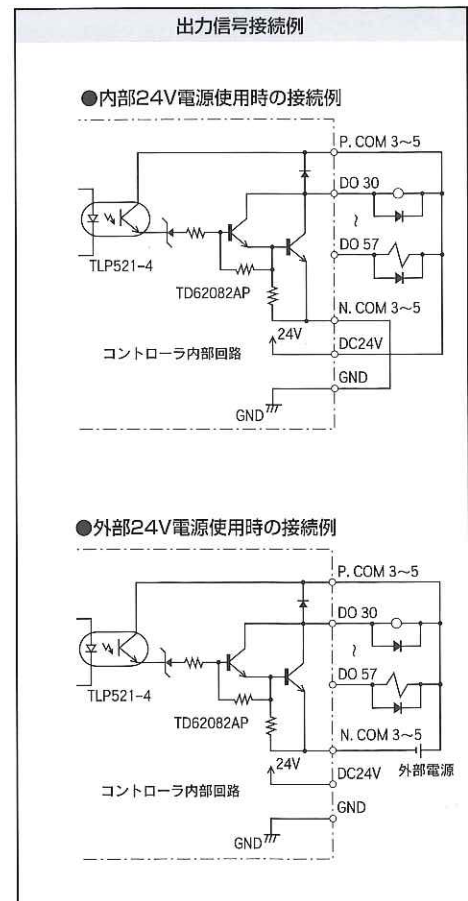 出力信号接続例
●内部24V電源使用時の接続例
P. COM 3〜5
DO 30
〜
DO 57
TLP521-4
TD62082AP
N. COM 3〜5
24V
DC24V
コントローラ内部回路
GND
GND
●外部24V電源使用時の接続例
P. COM 3〜5
DO 30
〜
DO 57
TLP521-4
TD62082AP
N. COM 3〜5
24V
外部電源
DC24V
コントローラ内部回路
GND
GND